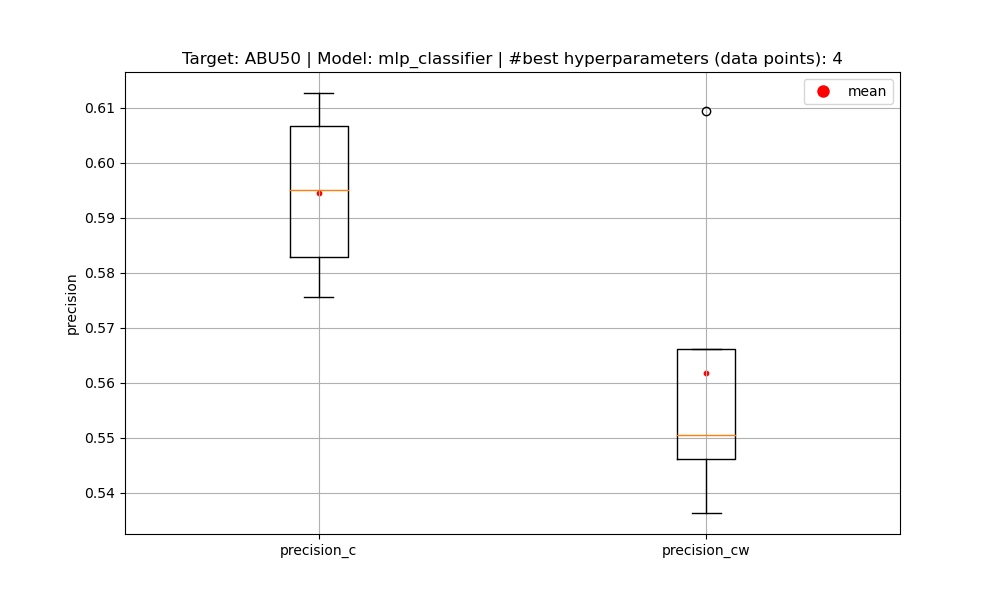 Target: ABU50 | Model: mlp_classifier | #best hyperparameters (data points): 4
mean
0.61
0.60
0.59
0.58
0.57
0.56
0.55
0.54
precision
precision_c
precision_cw